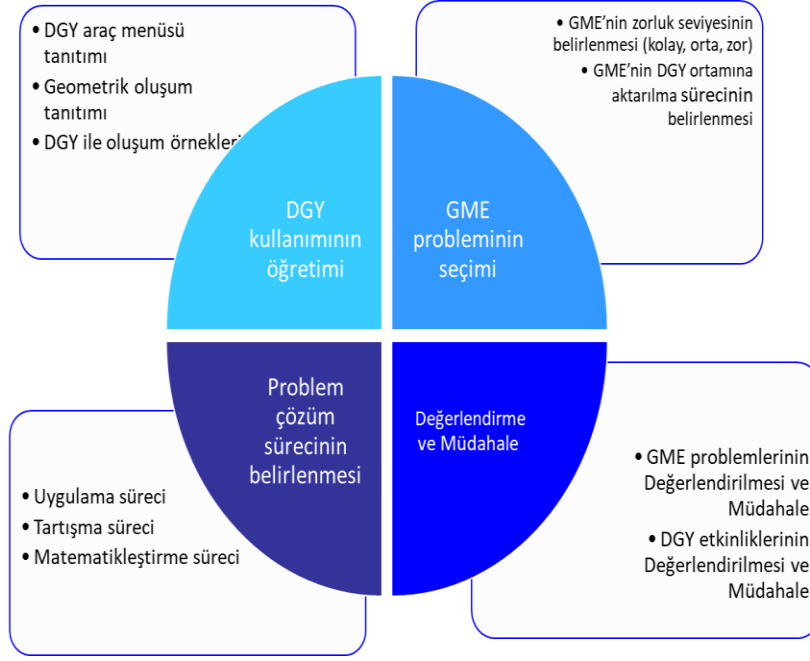 • DGY araç menüsü
tanıtımı
• Geometrik oluşum
tanıtımı
• DGY ile oluşum örnekleri
• GME'nin zorluk seviyesinin
belirlenmesi (kolay, orta, zor)
• GME'nin DGY ortamına
aktarılma sürecinin
belirlenmesi
DGY
kullanımının
öğretimi
GME
probleminin
seçimi
Problem
çözüm
sürecinin
belirlenmesi
Değerlendirme
ve Müdahale
• Uygulama süreci
• Tartışma süreci
• Matematikleştirme süreci
• GME problemlerinin
Değerlendirilmesi ve
Müdahale
• DGY etkinliklerinin
Değerlendirilmesi ve
Müdahale